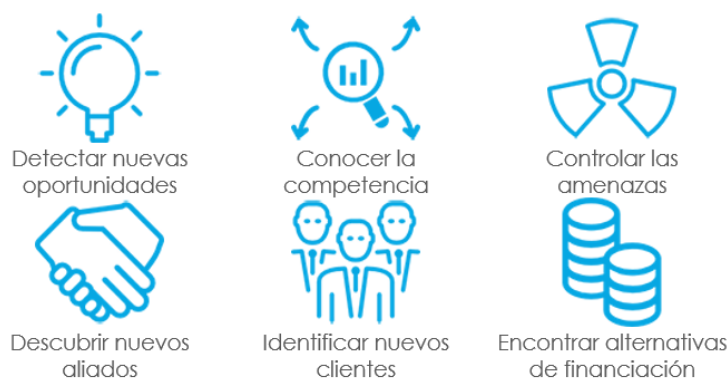 Detectar nuevas
oportunidades
Conocer la
competencia
Controlar las
amenazas
Descubrir nuevos
aliados
Identificar nuevos
clientes
Encontrar alternativas
de financiación